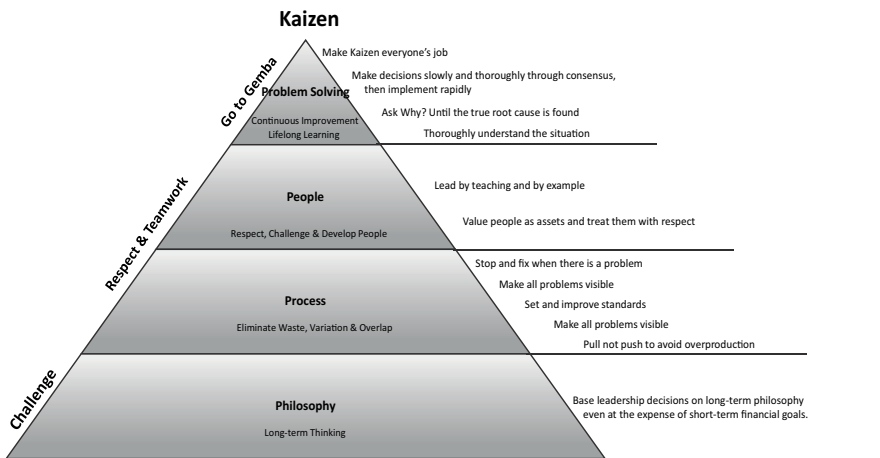 Kaizen
Make Kaizen everyone's job
Go to Gemba
Make decisions slowly and thoroughly through consensus,
then implement rapidly
Problem Solving
Ask Why? Until the true root cause is found
Continuous Improvement
Lifelong Learning
Thoroughly understand the situation
Respect & Teamwork
People
Lead by teaching and by example
Value people as assets and treat them with respect
Respect, Challenge & Develop People
Stop and fix when there is a problem
Make all problems visible
Process
Set and improve standards
Eliminate Waste, Variation & Overlap
Make all problems visible
Pull not push to avoid overproduction
Challenge
Philosophy
Base leadership decisions on long-term philosophy
even at the expense of short-term financial goals.
Long-term Thinking